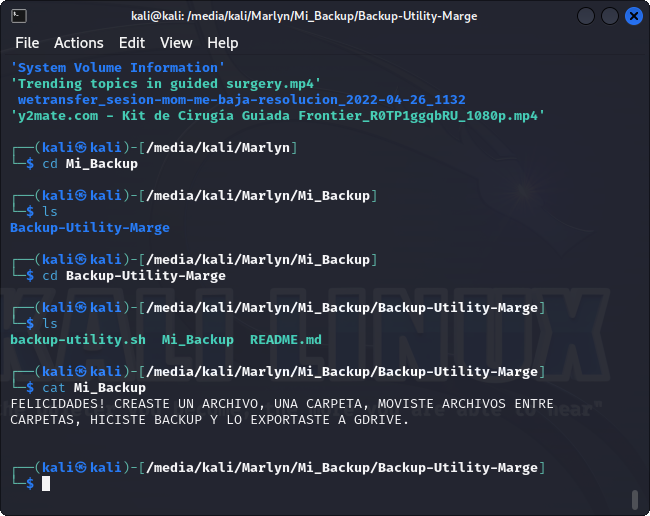 kali@kali: /media/kali/Marlyn/Mi_Backup/Backup-Utility-Marge
File Actions Edit View Help
'System Volume Information'
'Trending topics in guided surgery.mp4'
wetransfer_sesion-mom-me-baja-resolucion_2022-04-26_1132
'y2mate.com - Kit de Cirugía Guiada Frontier_R0TP1ggqbRU_1080p.mp4'
┌──(kali㉿kali)-[/media/kali/Marlyn]
└─$ cd Mi_Backup
┌──(kali㉿kali)-[/media/kali/Marlyn/Mi_Backup]
└─$ ls
Backup-Utility-Marge
┌──(kali㉿kali)-[/media/kali/Marlyn/Mi_Backup]
└─$ cd Backup-Utility-Marge
┌──(kali㉿kali)-[/media/kali/Marlyn/Mi_Backup/Backup-Utility-Marge]
└─$ ls
backup-utility.sh Mi_Backup README.md
┌──(kali㉿kali)-[/media/kali/Marlyn/Mi_Backup/Backup-Utility-Marge]
└─$ cat Mi_Backup
FELICIDADES! CREASTE UN ARCHIVO, UNA CARPETA, MOVISTE ARCHIVOS ENTRE
CARPETAS, HICISTE BACKUP Y LO EXPORTASTE A GDRIVE.
┌──(kali㉿kali)-[/media/kali/Marlyn/Mi_Backup/Backup-Utility-Marge]
└─$
KALI LINUX